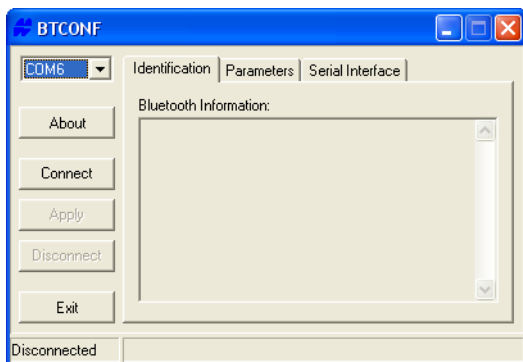 BTCONF
COM6
Identification
Parameters
Serial Interface
Bluetooth Information:
About
Connect
Apply
Disconnect
Exit
Disconnected